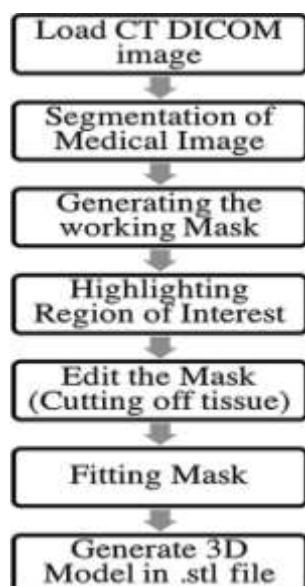 Load CT DICOM
image
Segmentation of
Medical Image
Generating the
working Mask
Highlighting
Region of Interest
Edit the Mask
(Cutting off tissue)
Fitting Mask
Generate 3D
Model in .stl file